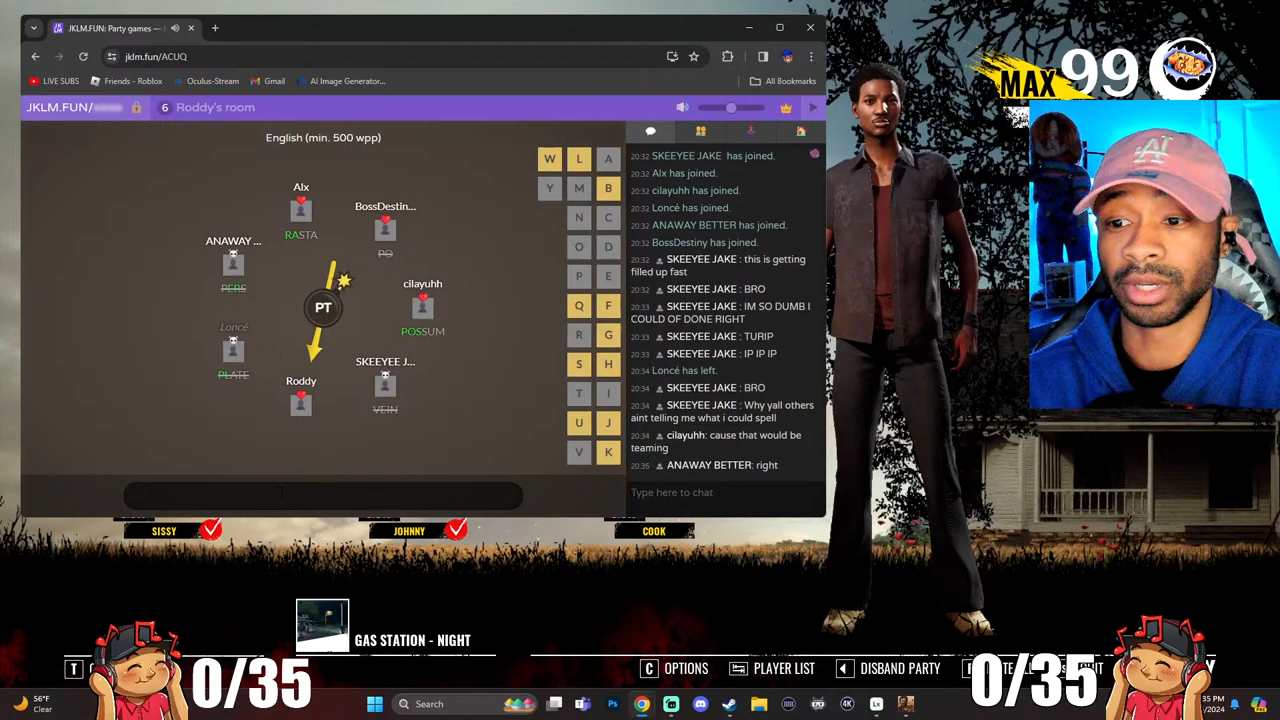 JKLM.FUN: Party games —
jklm.fun/ACUQ
LIVE SUBS
Friends - Roblox
Oculus-Stream
Gmail
AI Image Generator...
All Bookmarks
JKLM.FUN/
6 Roddy's room
English (min. 500 wpp)
Alx
RASTA
BossDestin...
PO
ANAWAY ...
PERS
cilayuhh
POSSUM
PT
Loncé
PLATE
SKEEYEE J...
VEIN
Roddy
W L A
Y M B
N C
O D
P E
Q F
R G
S H
T I
U J
V K
20:32 SKEEYEE JAKE has joined.
20:32 Alx has joined.
20:32 cilayuhh has joined.
20:32 Loncé has joined.
20:32 ANAWAY BETTER has joined.
20:32 BossDestiny has joined.
20:32 SKEEYEE JAKE : this is getting
filled up fast
20:32 SKEEYEE JAKE : BRO
20:33 SKEEYEE JAKE : IM SO DUMB I
COULD OF DONE RIGHT
20:33 SKEEYEE JAKE : TURIP
20:33 SKEEYEE JAKE : IP IP IP
20:34 Loncé has left.
20:34 SKEEYEE JAKE : BRO
20:34 SKEEYEE JAKE : Why yall others
aint telling me what i could spell
20:34 cilayuhh: cause that would be
teaming
20:35 ANAWAY BETTER: right
Type here to chat
MAX 99
SISSY
JOHNNY
COOK
GAS STATION - NIGHT
T
0/35
C OPTIONS
PLAYER LIST
DISBAND PARTY
0/35
56°F
Clear
Search